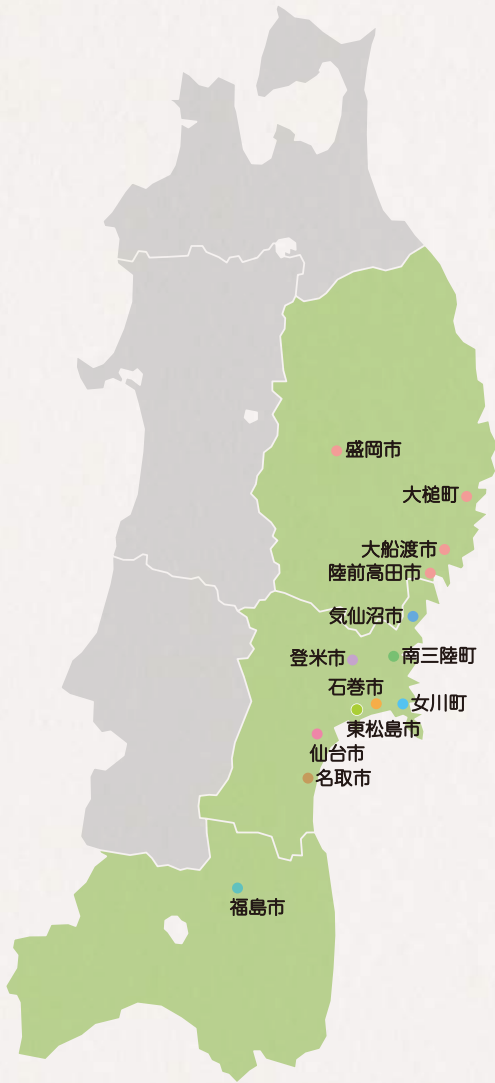 盛岡市
大槌町
大船渡市
陸前高田市
気仙沼市
登米市
南三陸町
石巻市
女川町
東松島市
仙台市
名取市
福島市